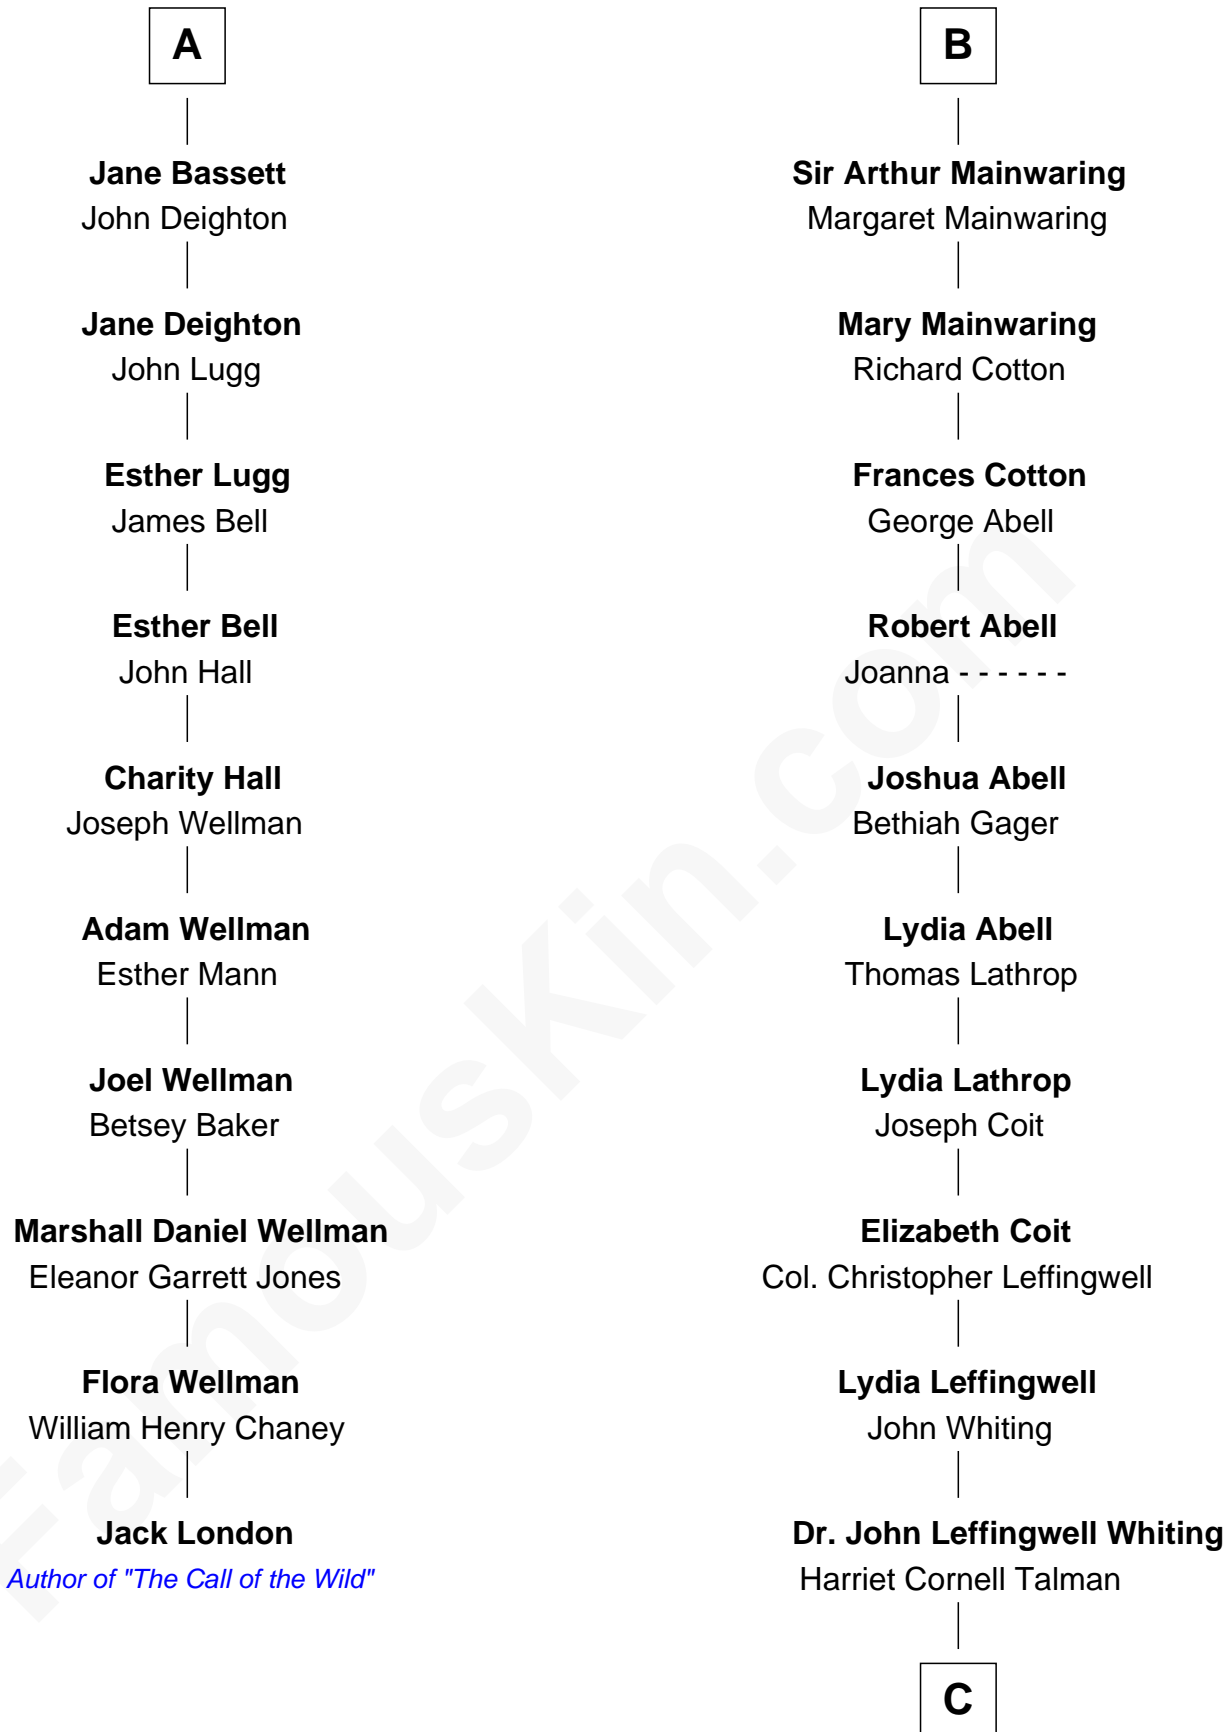 A
Jane Bassett
John Deighton
Jane Deighton
John Lugg
Esther Lugg
James Bell
Esther Bell
John Hall
Charity Hall
Joseph Wellman
Adam Wellman
Esther Mann
Joel Wellman
Betsey Baker
Marshall Daniel Wellman
Eleanor Garrett Jones
Flora Wellman
William Henry Chaney
Jack London
Author of "The Call of the Wild"
B
Sir Arthur Mainwaring
Margaret Mainwaring
Mary Mainwaring
Richard Cotton
Frances Cotton
George Abell
Robert Abell
Joanna - - - - - -
Joshua Abell
Bethiah Gager
Lydia Abell
Thomas Lathrop
Lydia Lathrop
Joseph Coit
Elizabeth Coit
Col. Christopher Leffingwell
Lydia Leffingwell
John Whiting
Dr. John Leffingwell Whiting
Harriet Cornell Talman
C
FamousKin.com